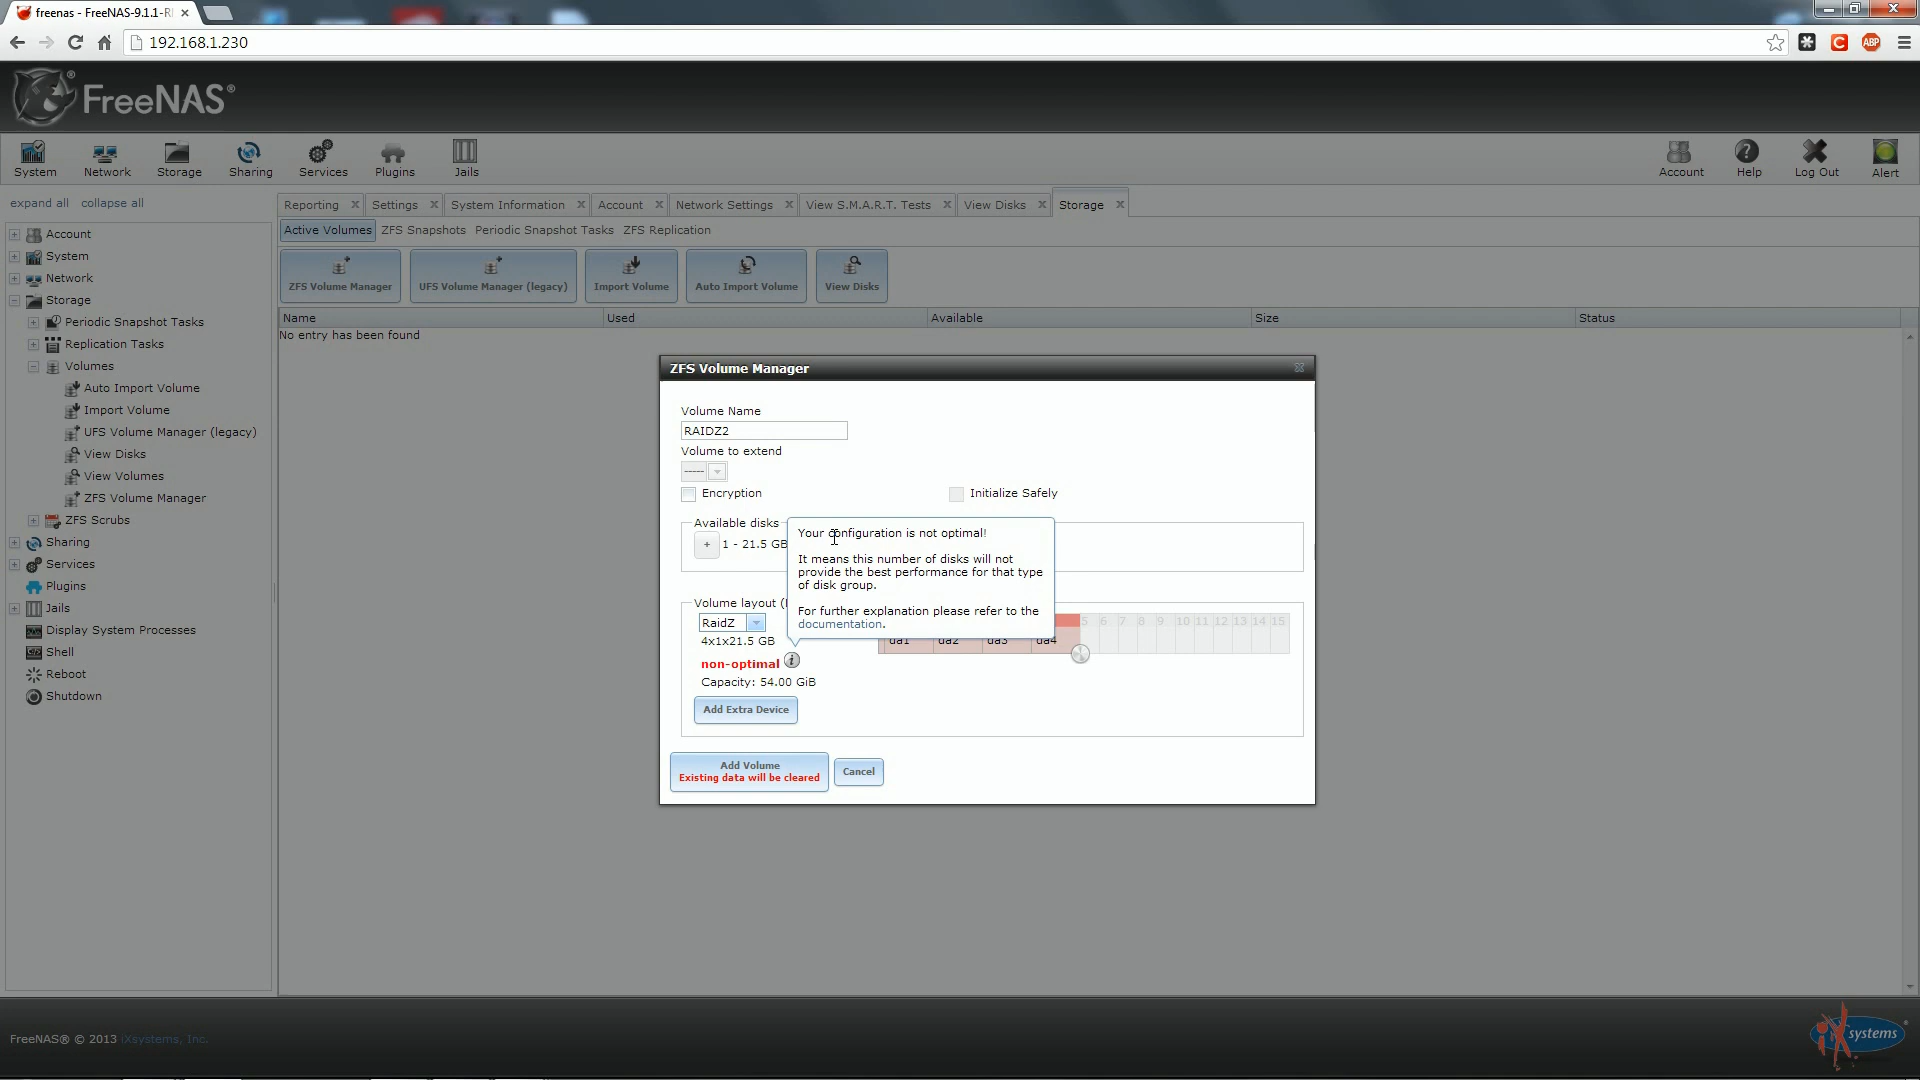 freenas - FreeNAS-9.1.1-R
192.168.1.230
ABP
FreeNAS®
System Network Storage Sharing Services Plugins Jails
Account Help Log Out Alert
expand all collapse all
Reporting Settings System Information Account Network Settings View S.M.A.R.T. Tests View Disks Storage
Active Volumes ZFS Snapshots Periodic Snapshot Tasks ZFS Replication
ZFS Volume Manager UFS Volume Manager (legacy) Import Volume Auto Import Volume View Disks
Name Used Available Size Status
No entry has been found
Account
System
Network
Storage
Periodic Snapshot Tasks
Replication Tasks
Volumes
Auto Import Volume
Import Volume
UFS Volume Manager (legacy)
View Disks
View Volumes
ZFS Volume Manager
ZFS Scrubs
Sharing
Services
Plugins
Jails
Display System Processes
Shell
Reboot
Shutdown
ZFS Volume Manager
Volume Name
RAIDZ2
Volume to extend
-----
Encryption Initialize Safely
Available disks
+ 1 - 21.5 GB
Your configuration is not optimal!
It means this number of disks will not
provide the best performance for that type
of disk group.
For further explanation please refer to the
documentation.
Volume layout (
RaidZ
5 6 7 8 9 10 11 12 13 14 15
4x1x21.5 GB
da1 da2 da3 da4
non-optimal
Capacity: 54.00 GiB
Add Extra Device
Add Volume
Existing data will be cleared
Cancel
FreeNAS® © 2013 iXsystems, Inc.
iXsystems